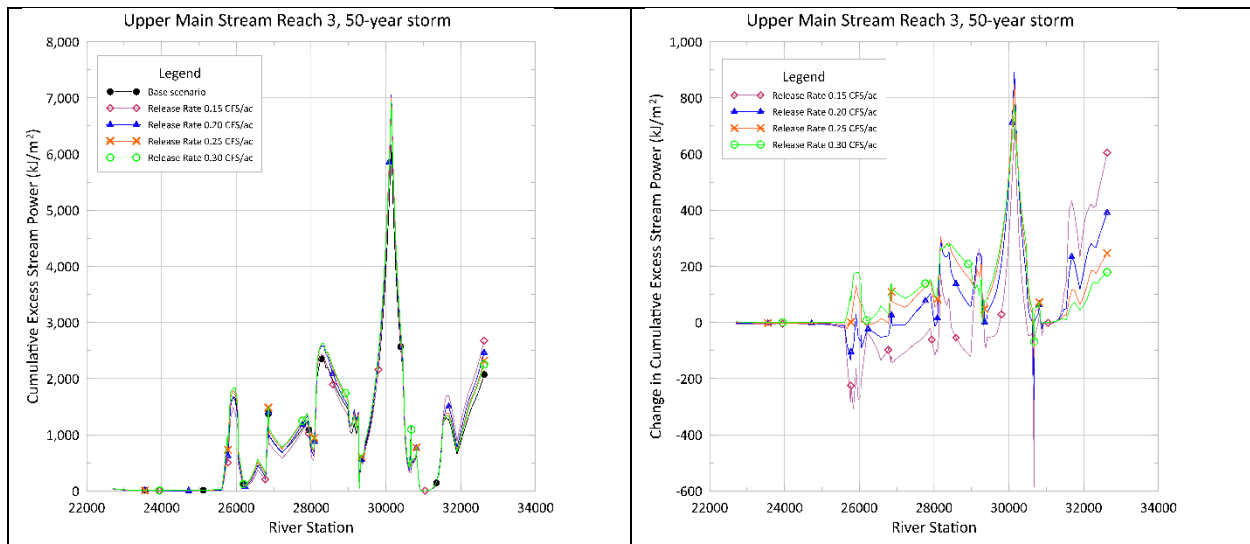 Upper Main Stream Reach 3, 50-year storm
8,000
7,000
6,000
5,000
4,000
3,000
2,000
1,000
0
Cumulative Excess Stream Power (kJ/m²)
Legend
Base scenario
Release Rate 0.15 CFS/ac
Release Rate 0.20 CFS/ac
Release Rate 0.25 CFS/ac
Release Rate 0.30 CFS/ac
22000 24000 26000 28000 30000 32000 34000
River Station
Upper Main Stream Reach 3, 50-year storm
1,000
800
600
400
200
0
-200
-400
-600
Change in Cumulative Excess Stream Power (kJ/m²)
Legend
Release Rate 0.15 CFS/ac
Release Rate 0.20 CFS/ac
Release Rate 0.25 CFS/ac
Release Rate 0.30 CFS/ac
22000 24000 26000 28000 30000 32000 34000
River Station